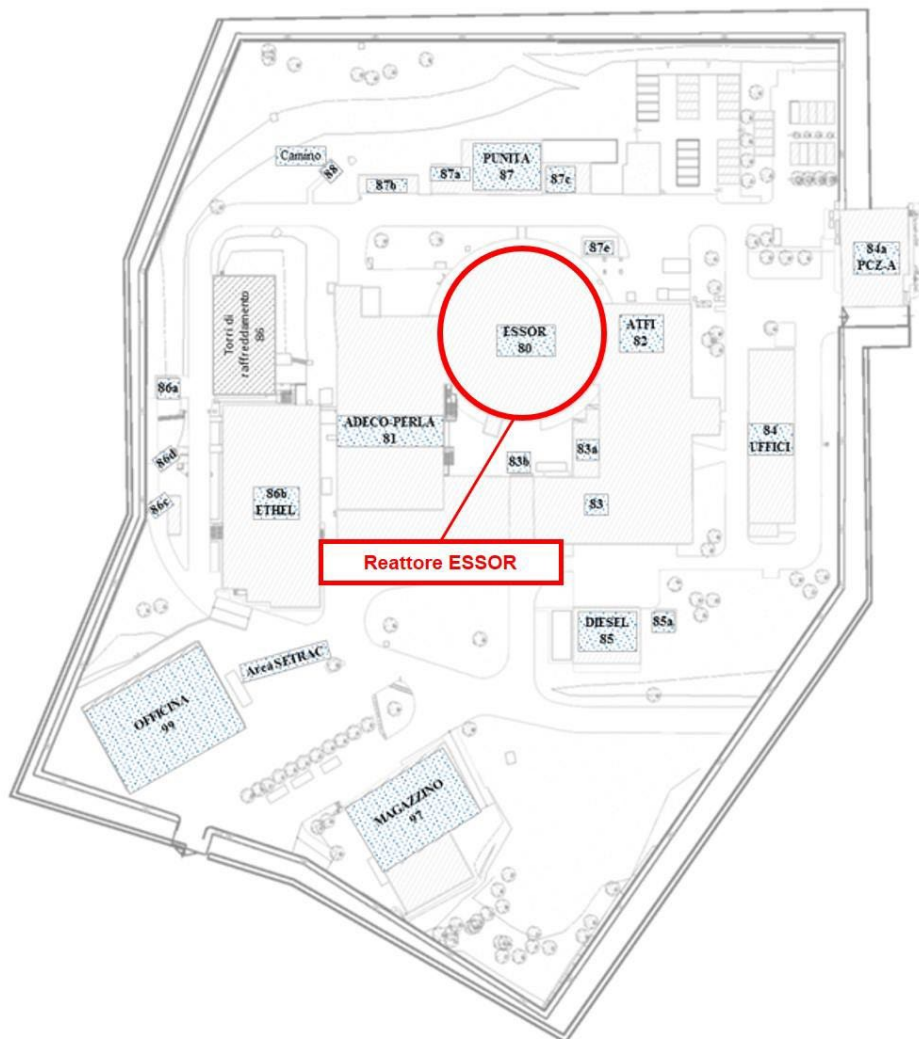 Camino
88
87b
87a
PUNITA
87
87c
87e
84a
PCZ-A
Torri di
raffreddamento
86
ESSOR
80
ATFI
82
86a
ADECO-PERLA
81
84
UFFICI
86d
83b
83a
86c
86b
ETHEL
83
Reattore ESSOR
DIESEL
85
85a
Area SETRAC
OFFICINA
99
MAGAZZINO
97